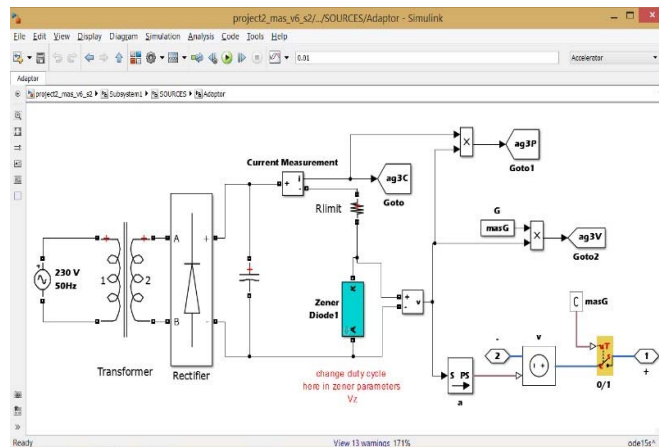 project2_mas_v6_s2/.../SOURCES/Adaptor - Simulink
File Edit View Display Diagram Simulation Analysis Code Tools Help
0.01
Accelerator
Adaptor
project2_mas_v6_s2 Subsystem1 SOURCES Adaptor
Current Measurement
+
-
i
ag3C
Goto
×
ag3P
Goto1
Rlimit
G
masG
×
ag3V
Goto2
230 V
50Hz
1
2
Transformer
A
B
+
-
Rectifier
Zener
Diode1
+
-
v
change duty cycle
here in zener parameters
Vz
S PS
a
-
2
v
C
masG
T
0/1
1
+
Ready
View 13 warnings 171%
ode15s